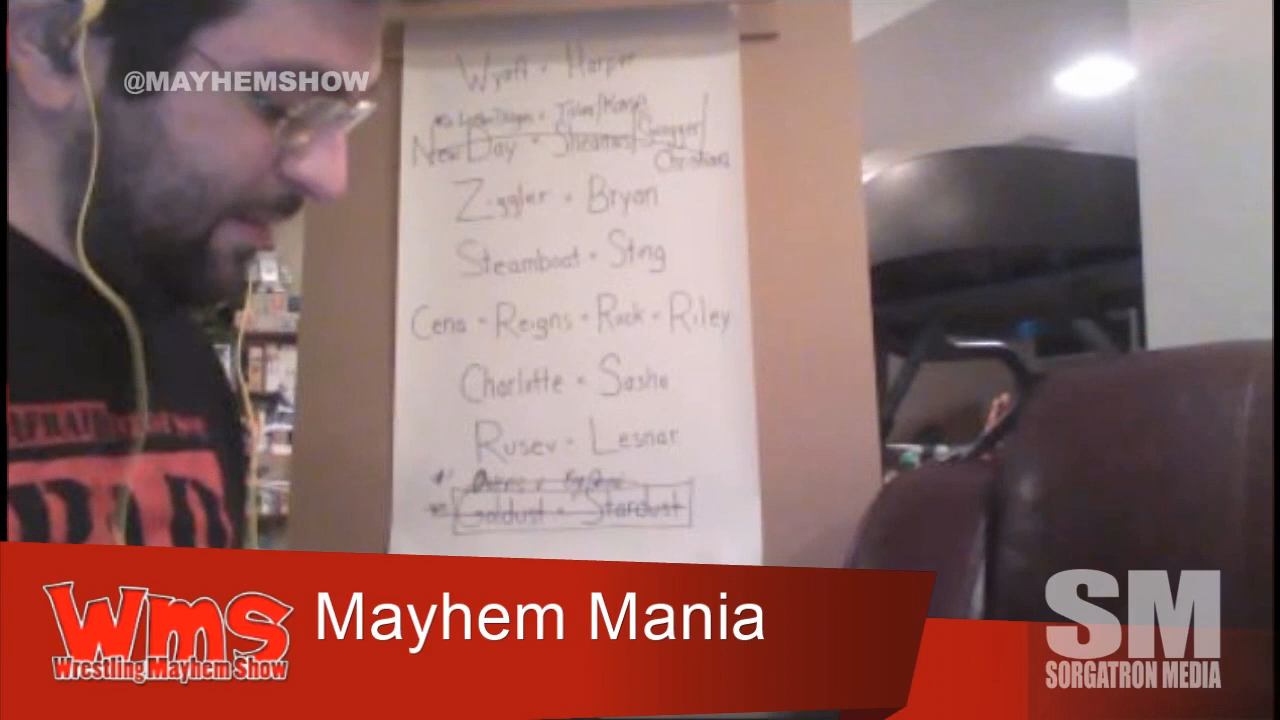 @MAYHEMSHOW
Wyatt - Harper
New Day - Sheamus/Swagger/
Christian
Ziggler - Bryan
Steamboat - Sting
Cena - Reigns - Rock - Riley
Charlotte - Sasha
Rusev - Lesnar
Goldust - Stardust
AFRAID
Wms
Wrestling Mayhem Show
Mayhem Mania
SM
SORGATRON MEDIA